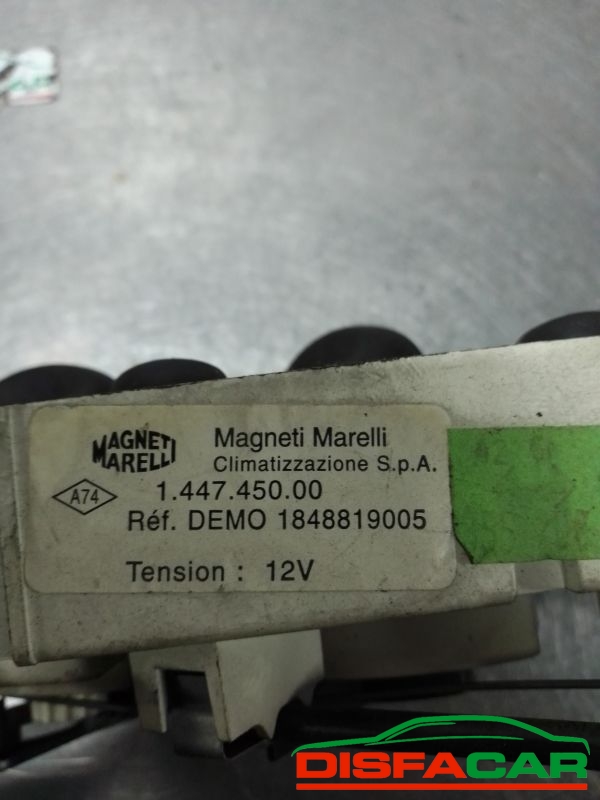 MAGNETI
MARELLI
Magneti Marelli
Climatizzazione S.p.A.
A74
1.447.450.00
Réf. DEMO 1848819005
Tension : 12V
DISFACAR